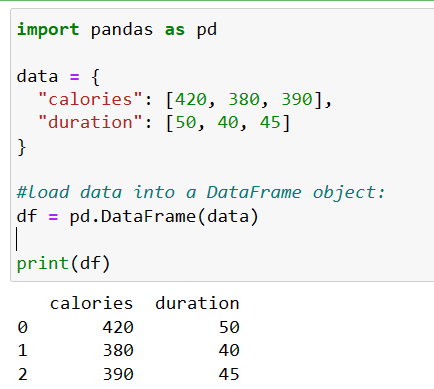 import pandas as pd
data = {
"calories": [420, 380, 390],
"duration": [50, 40, 45]
}
#load data into a DataFrame object:
df = pd.DataFrame(data)
print(df)
calories duration
0 420 50
1 380 40
2 390 45